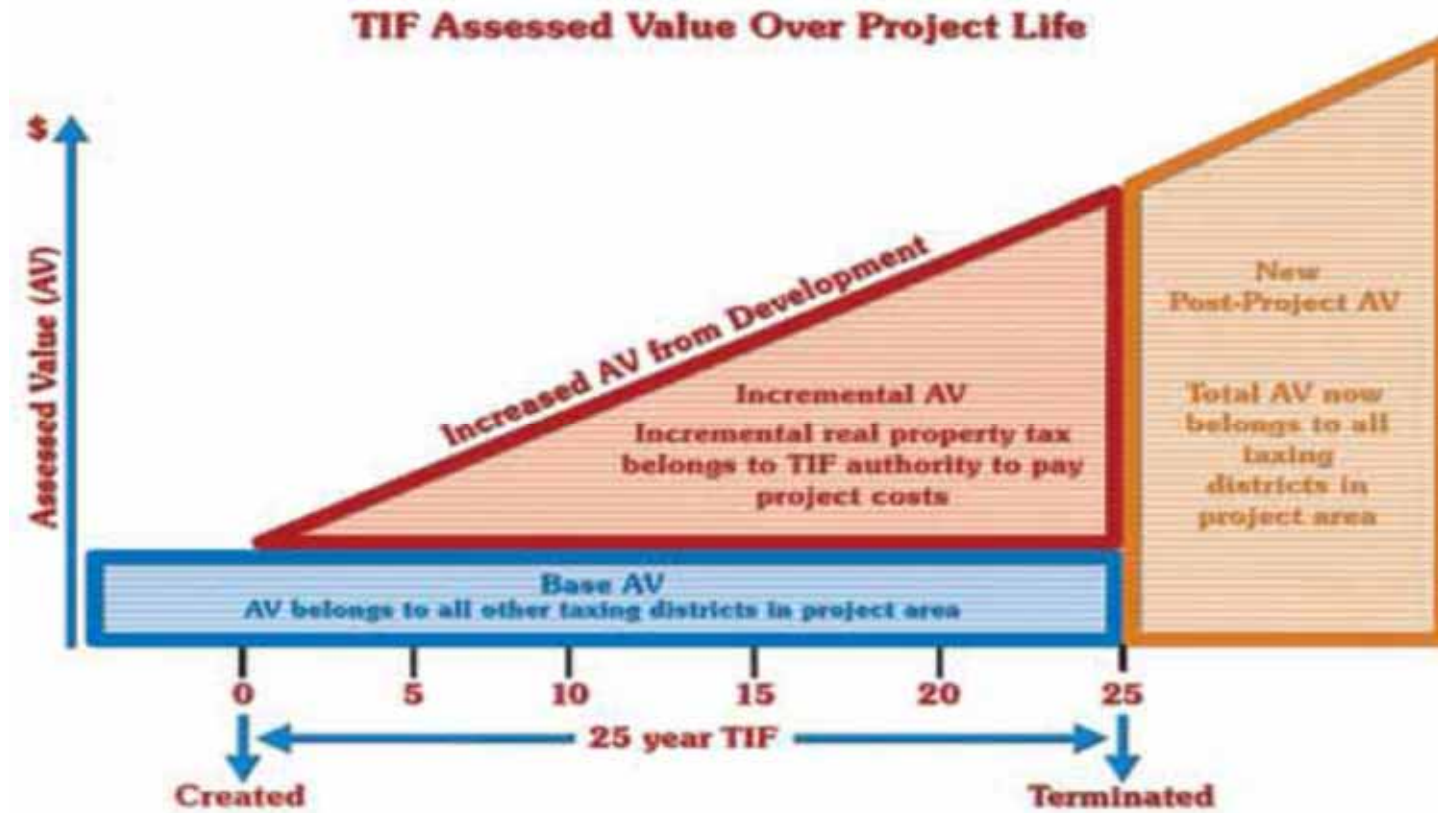 TIF Assessed Value Over Project Life
$
Assessed Value (AV)
Increased AV from Development
Incremental AV
Incremental real property tax
belongs to TIF authority to pay
project costs
New
Post-Project AV
Total AV now
belongs to all
taxing
districts in
project area
Base AV
AV belongs to all other taxing districts in project area
0 5 10 15 20 25
25 year TIF
Created Terminated